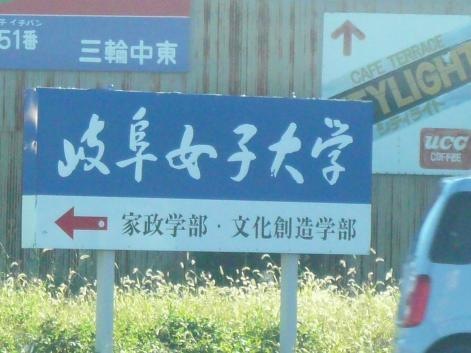 51番
三輪中東
CAFE TERRACE
シティライト
UCC
COFFEE
岐阜女子大学
家政学部・文化創造学部